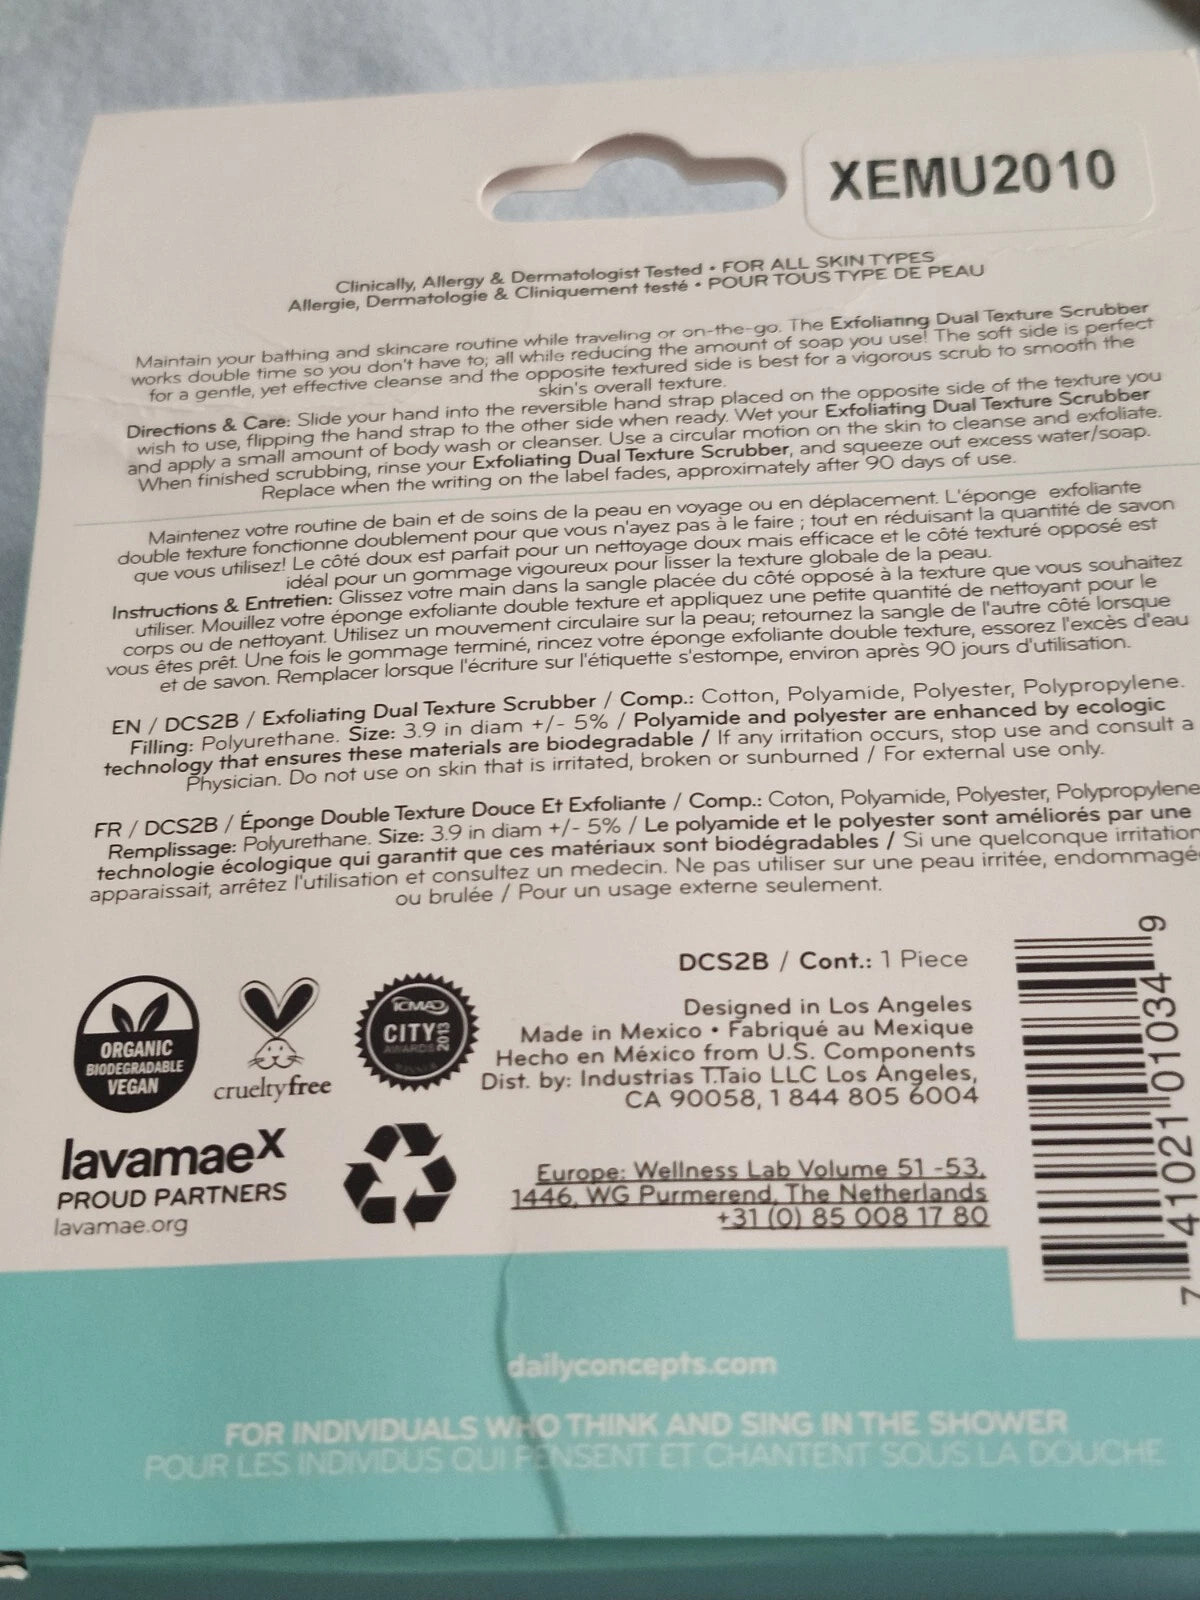 XEMU2010
Clinically, Allergy & Dermatologist Tested • FOR ALL SKIN TYPES
Allergie, Dermatologie & Cliniquement testé • POUR TOUS TYPE DE PEAU
Maintain your bathing and skincare routine while traveling or on-the-go. The Exfoliating Dual Texture Scrubber
works double time so you don't have to; all while reducing the amount of soap you use! The soft side is perfect
for a gentle, yet effective cleanse and the opposite textured side is best for a vigorous scrub to smooth the
skin's overall texture.
Directions & Care: Slide your hand into the reversible hand strap placed on the opposite side of the texture you
wish to use, flipping the hand strap to the other side when ready. Wet your Exfoliating Dual Texture Scrubber
and apply a small amount of body wash or cleanser. Use a circular motion on the skin to cleanse and exfoliate.
When finished scrubbing, rinse your Exfoliating Dual Texture Scrubber, and squeeze out excess water/soap.
Replace when the writing on the label fades, approximately after 90 days of use.
Maintenez votre routine de bain et de soins de la peau en voyage ou en déplacement. L'éponge exfoliante
double texture fonctionne doublement pour que vous n'ayez pas à le faire ; tout en réduisant la quantité de savon
que vous utilisez! Le côté doux est parfait pour un nettoyage doux mais efficace et le côté texturé opposé est
idéal pour un gommage vigoureux pour lisser la texture globale de la peau.
Instructions & Entretien: Glissez votre main dans la sangle placée du côté opposé à la texture que vous souhaitez
utiliser. Mouillez votre éponge exfoliante double texture et appliquez une petite quantité de nettoyant pour le
corps ou de nettoyant. Utilisez un mouvement circulaire sur la peau; retournez la sangle de l'autre côté lorsque
vous êtes prêt. Une fois le gommage terminé, rincez votre éponge exfoliante double texture, essorez l'excès d'eau
et de savon. Remplacer lorsque l'écriture sur l'étiquette s'estompe, environ après 90 jours d'utilisation.
EN / DCS2B / Exfoliating Dual Texture Scrubber / Comp.: Cotton, Polyamide, Polyester, Polypropylene.
Filling: Polyurethane. Size: 3.9 in diam +/- 5% / Polyamide and polyester are enhanced by ecologic
technology that ensures these materials are biodegradable / If any irritation occurs, stop use and consult a
Physician. Do not use on skin that is irritated, broken or sunburned / For external use only.
FR / DCS2B / Éponge Double Texture Douce Et Exfoliante / Comp.: Coton, Polyamide, Polyester, Polypropylene
Remplissage: Polyurethane. Size: 3.9 in diam +/- 5% / Le polyamide et le polyester sont améliorés par une
technologie écologique qui garantit que ces matériaux sont biodégradables / Si une quelconque irritation
apparaissait, arrêtez l'utilisation et consultez un medecin. Ne pas utiliser sur une peau irritée, endommagée
ou brulée / Pour un usage externe seulement.
ORGANIC
BIODEGRADABLE
VEGAN
crueltyfree
ICMAD
CITY
AWARDS 2013
DCS2B / Cont.: 1 Piece
Designed in Los Angeles
Made in Mexico • Fabriqué au Mexique
Hecho en México from U.S. Components
Dist. by: Industrias T.Taio LLC Los Angeles,
CA 90058, 1 844 805 6004
lavamaeX
PROUD PARTNERS
lavamae.org
Europe: Wellness Lab Volume 51 -53,
1446, WG Purmerend, The Netherlands
+31 (0) 85 008 17 80
7 41021 01034 9
dailyconcepts.com
FOR INDIVIDUALS WHO THINK AND SING IN THE SHOWER
POUR LES INDIVIDUS QUI PENSENT ET CHANTENT SOUS LA DOUCHE